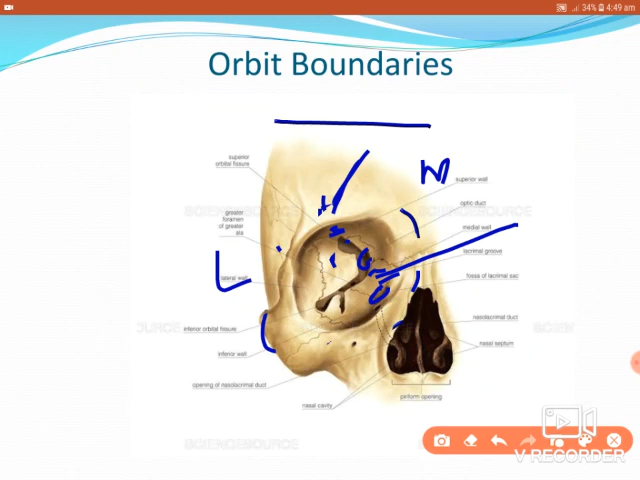 34% 4:49 am
Orbit Boundaries
M
superior
orbital fissure
superior wall
optic duct
greater
foramen
of greater
ala
SCIENCESOURCE
medial wall
lacrimal groove
L
lateral wall
fossa of lacrimal sac
inferior orbital fissure
nasolacrimal duct
inferior wall
nasal septum
opening of nasolacrimal duct
piriform opening
nasal cavity
SCIENCESOURCE
SCIENCESOURCE
V RECORDER